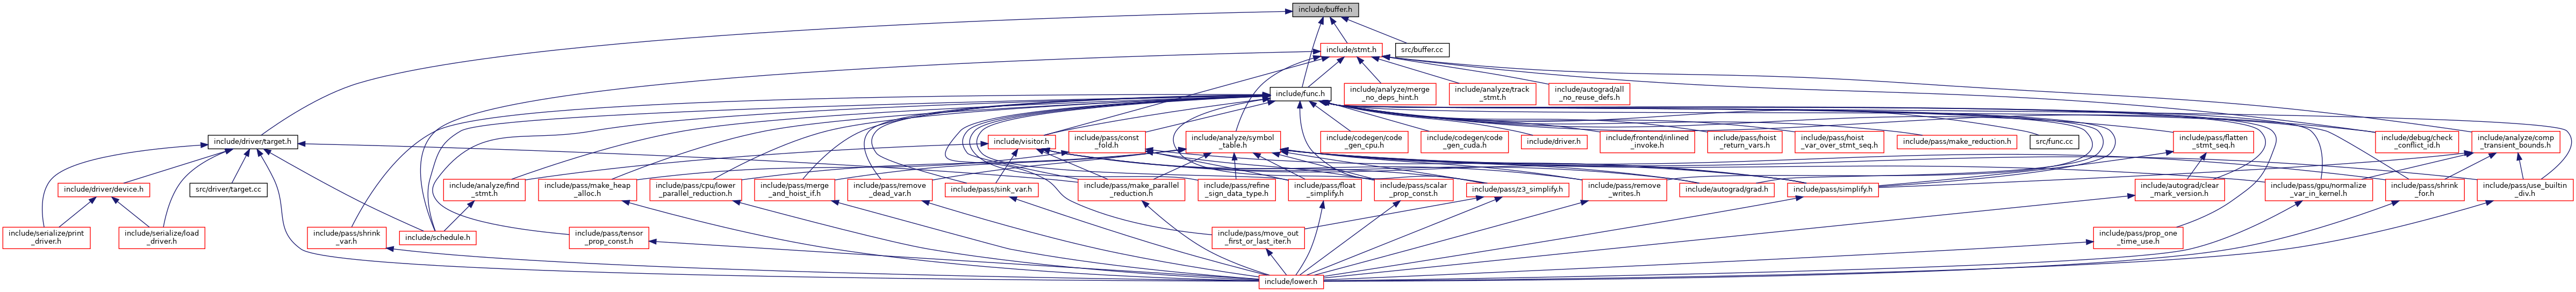 include/buffer.h
include/stmt.h
src/buffer.cc
include/analyze/merge
_no_deps_hint.h
include/analyze/track
_stmt.h
include/autograd/all
_no_reuse_defs.h
include/func.h
include/driver/target.h
include/visitor.h
include/pass/const
_fold.h
include/analyze/symbol
_table.h
include/codegen/code
_gen_cpu.h
include/codegen/code
_gen_cuda.h
include/driver.h
include/frontend/inlined
_invoke.h
include/pass/hoist
_return_vars.h
include/pass/hoist
_var_over_stmt_seq.h
include/pass/make_reduction.h
src/func.cc
include/pass/flatten
_stmt_seq.h
include/debug/check
_conflict_id.h
include/analyze/comp
_transient_bounds.h
include/driver/device.h
src/driver/target.cc
include/analyze/find
_stmt.h
include/pass/make_heap
_alloc.h
include/pass/cpu/lower
_parallel_reduction.h
include/pass/merge
_and_hoist_if.h
include/pass/remove
_dead_var.h
include/pass/sink_var.h
include/pass/make_parallel
_reduction.h
include/pass/refine
_sign_data_type.h
include/pass/float
_simplify.h
include/pass/scalar
_prop_const.h
include/pass/z3_simplify.h
include/pass/remove
_writes.h
include/autograd/grad.h
include/pass/simplify.h
include/autograd/clear
_mark_version.h
include/pass/gpu/normalize
_var_in_kernel.h
include/pass/shrink
_for.h
include/pass/use_builtin
_div.h
include/serialize/print
_driver.h
include/serialize/load
_driver.h
include/pass/shrink
_var.h
include/schedule.h
include/pass/tensor
_prop_const.h
include/pass/move_out
_first_or_last_iter.h
include/pass/prop_one
_time_use.h
include/lower.h